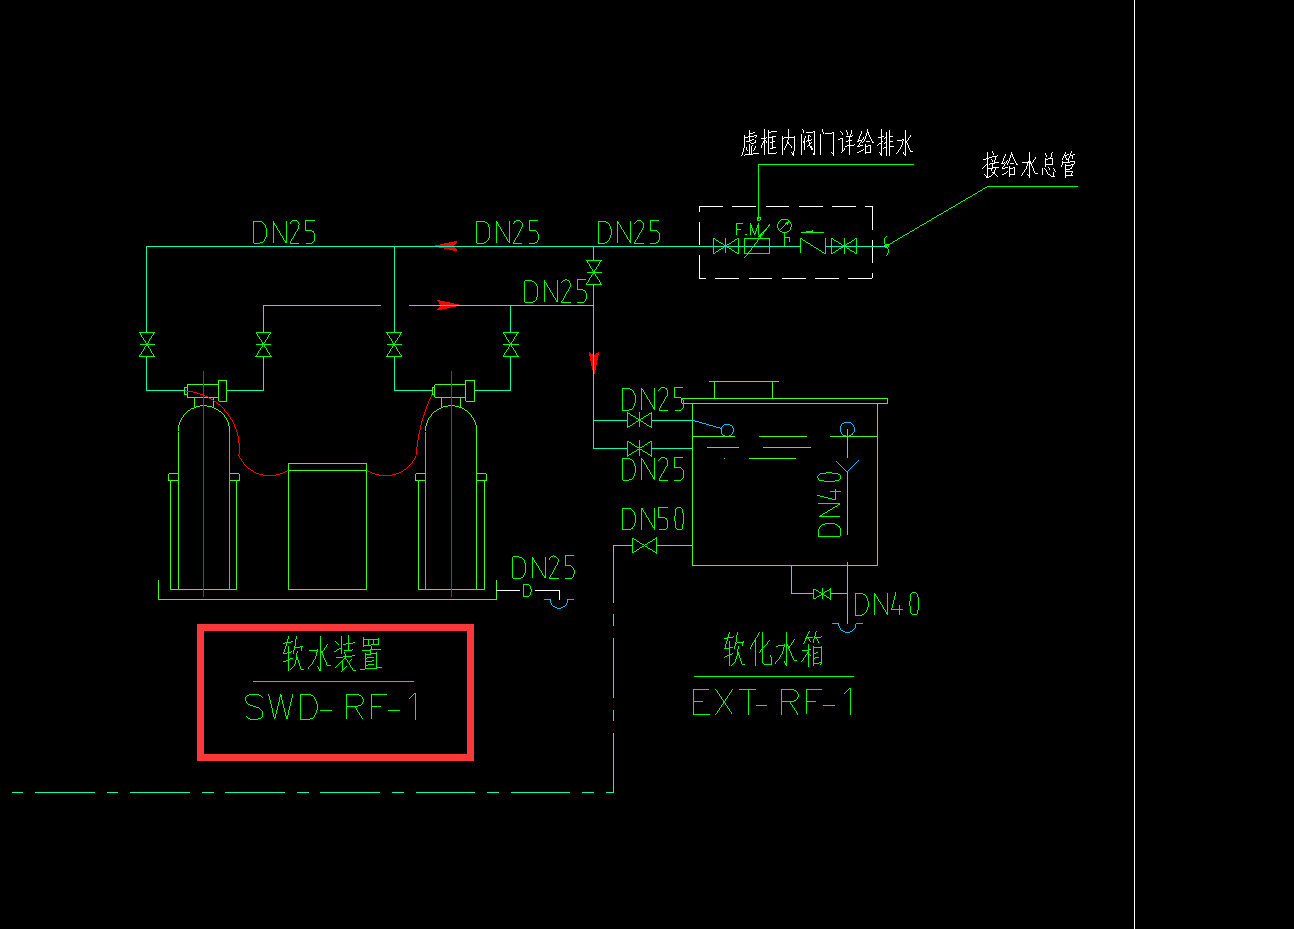 虚框内阀门详给排水
接给水总管
DN25
DN25
DN25
F.M
DN25
DN25
DN25
DN40
DN50
DN25
D
DN40
软水装置
SWD-RF-1
软化水箱
EXT-RF-1